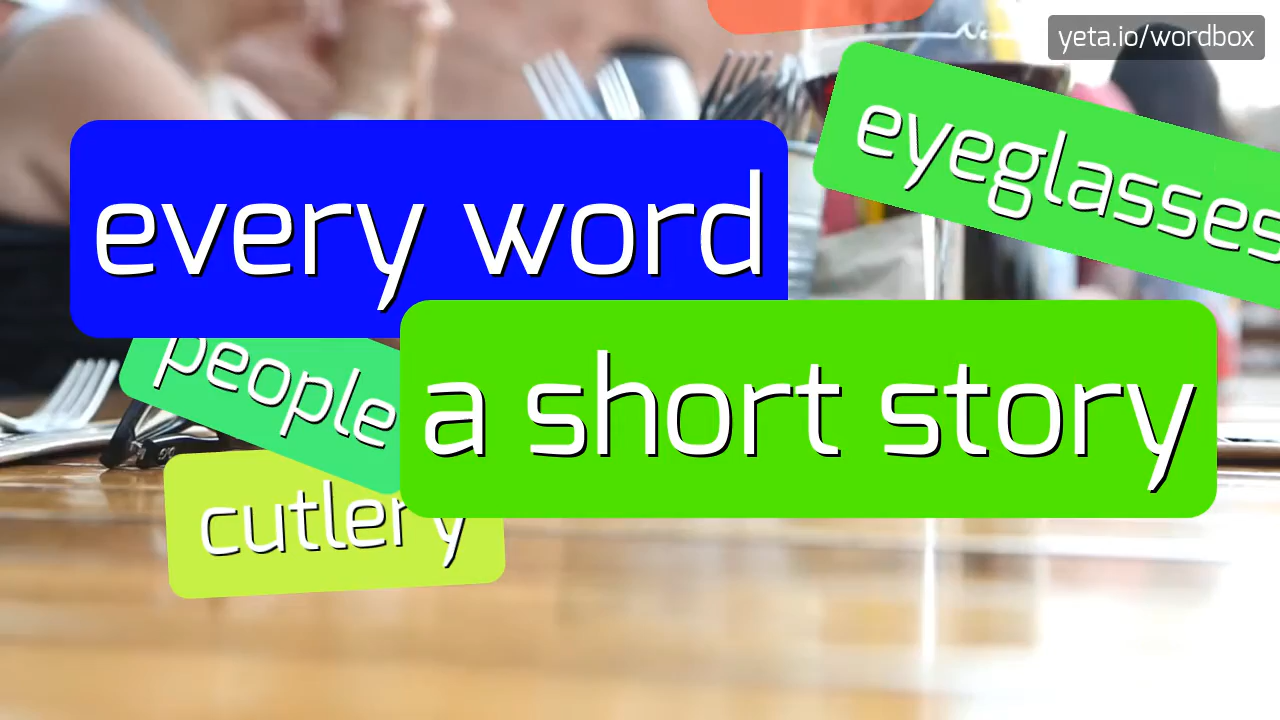 yeta.io/wordbox
eyeglasses
every word
people
a short story
cutlery